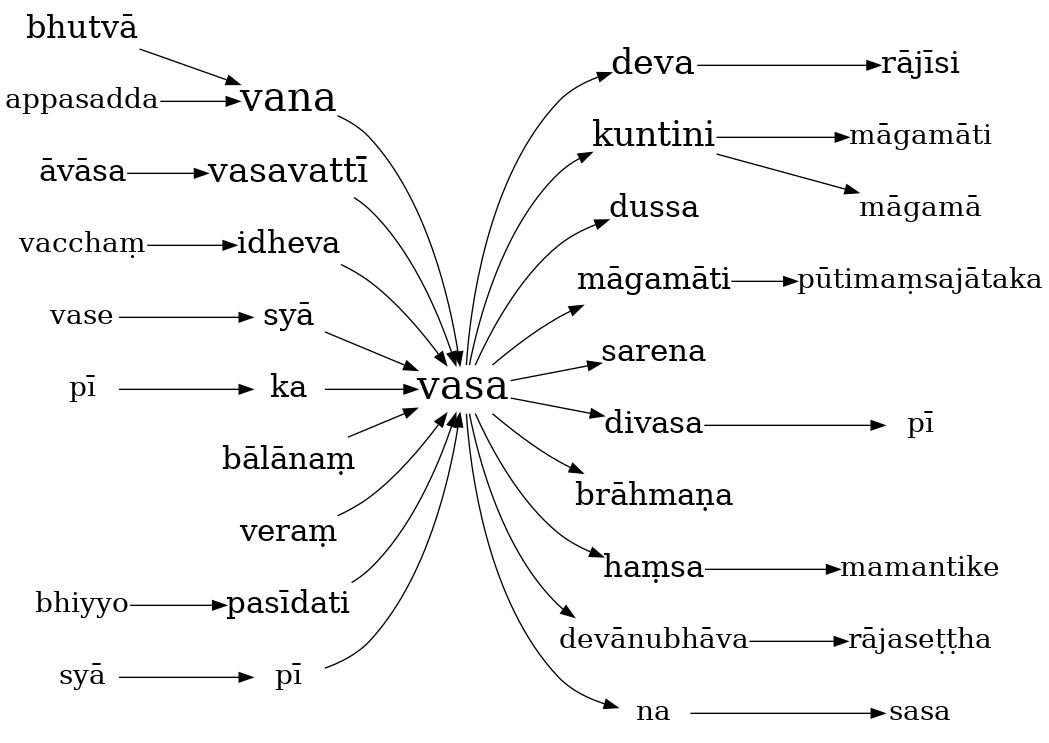 bhutvā
appasadda
vana
āvāsa
vasavattī
vacchaṃ
idheva
vase
syā
pī
ka
bālānaṃ
veraṃ
bhiyyo
pasīdati
syā
pī
vasa
deva
rājīsi
kuntini
māgamāti
māgamā
dussa
māgamāti
pūtimaṃsajātaka
sarena
divasa
pī
brāhmaṇa
haṃsa
mamantike
devānubhāva
rājaseṭṭha
na
sasa